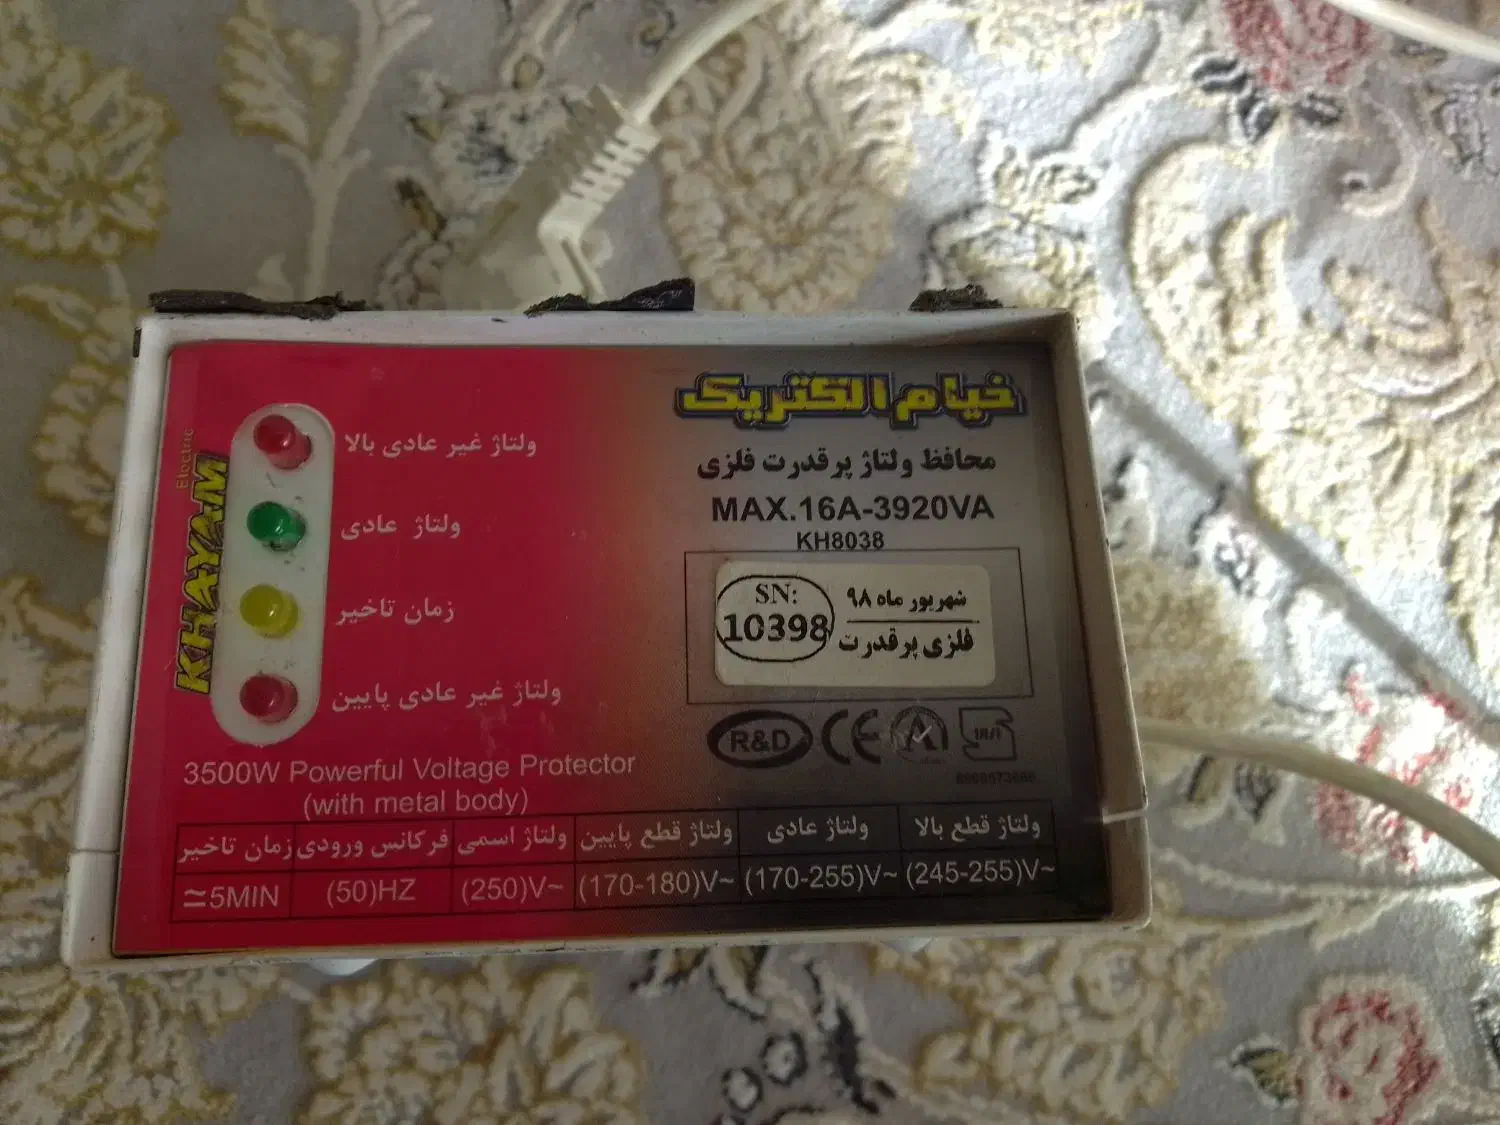 خیام الکتریک
محافظ ولتاژ پرقدرت فلزی
MAX.16A-3920VA
KH8038
SN:
10398
شهریور ماه ۹۸
فلزی پرقدرت
R&D CE
KHAYAM
Electric
ولتاژ غیر عادی بالا
ولتاژ عادی
زمان تاخیر
ولتاژ غیر عادی پایین
3500W Powerful Voltage Protector
(with metal body)
ولتاژ قطع بالا ولتاژ عادی ولتاژ قطع پایین ولتاژ اسمی فرکانس ورودی زمان تاخیر
≃5MIN (50)HZ (250)V~ (170-180)V~ (170-255)V~ (245-255)V~